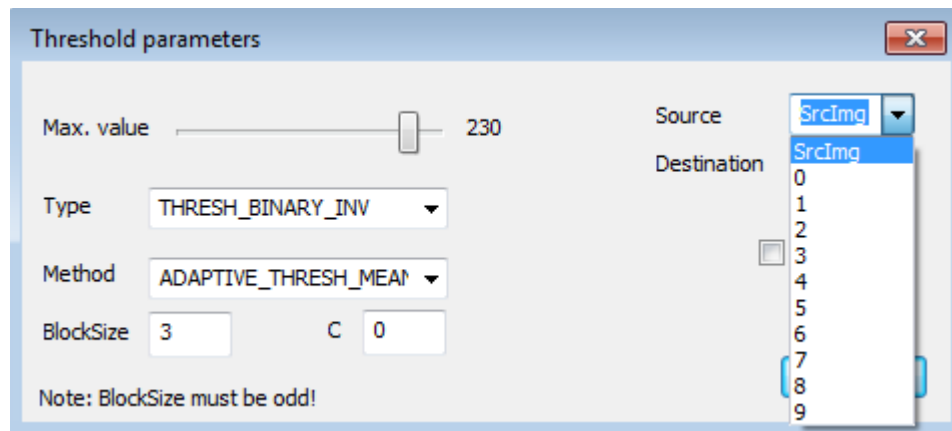 Threshold parameters
Max. value 230
Source SrcImg
Destination
Type THRESH_BINARY_INV
Method ADAPTIVE_THRESH_MEAN
BlockSize 3 C 0
Note: BlockSize must be odd!
SrcImg
0
1
2
3
4
5
6
7
8
9